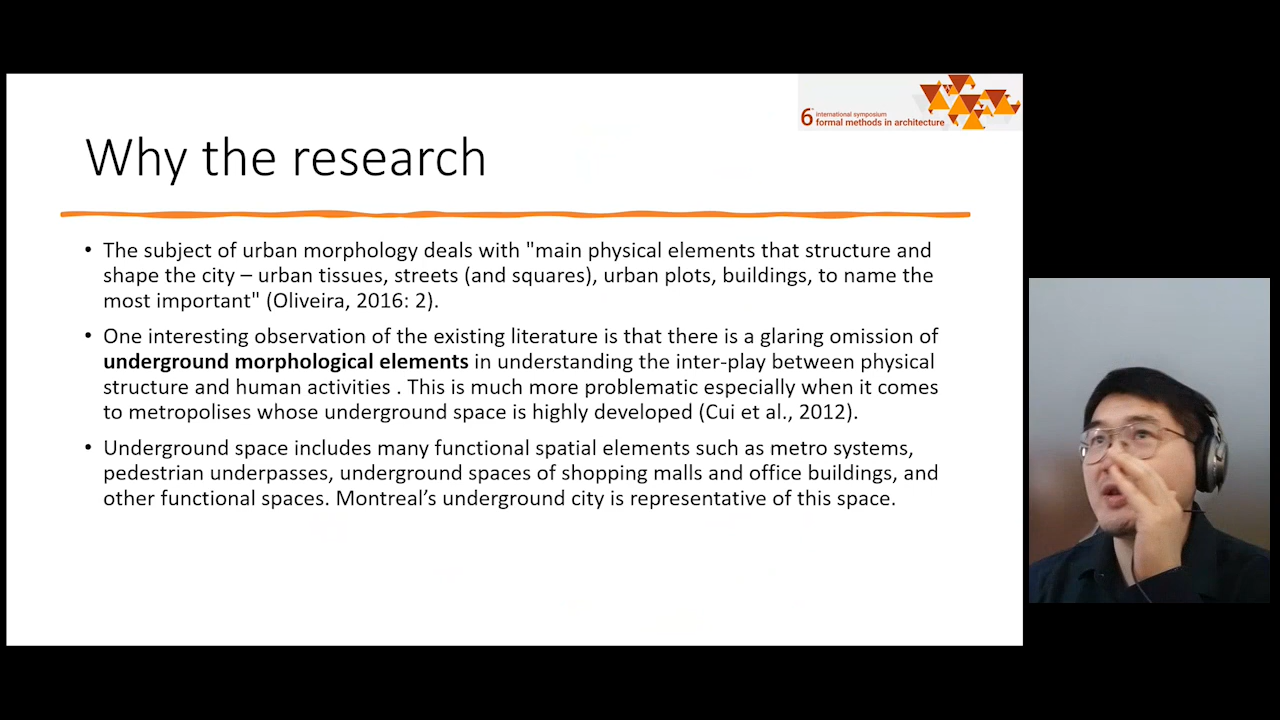 6th international symposium
formal methods in architecture
Why the research
• The subject of urban morphology deals with "main physical elements that structure and
shape the city – urban tissues, streets (and squares), urban plots, buildings, to name the
most important" (Oliveira, 2016: 2).
• One interesting observation of the existing literature is that there is a glaring omission of
underground morphological elements in understanding the inter-play between physical
structure and human activities . This is much more problematic especially when it comes
to metropolises whose underground space is highly developed (Cui et al., 2012).
• Underground space includes many functional spatial elements such as metro systems,
pedestrian underpasses, underground spaces of shopping malls and office buildings, and
other functional spaces. Montreal’s underground city is representative of this space.